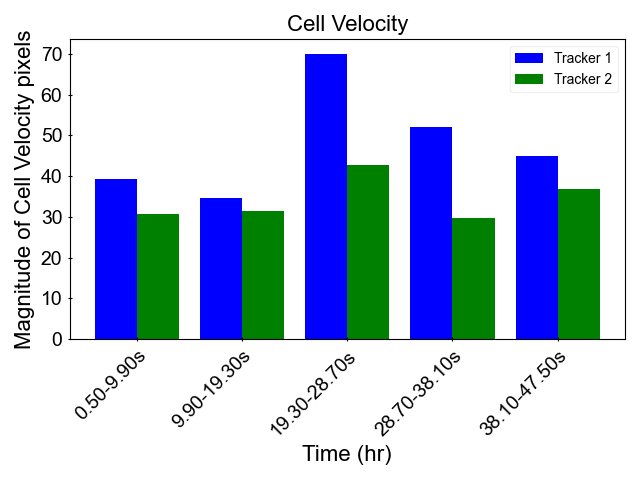 Cell Velocity
Magnitude of Cell Velocity pixels
70
60
50
40
30
20
10
0
Tracker 1
Tracker 2
0.50-9.90s
9.90-19.30s
19.30-28.70s
28.70-38.10s
38.10-47.50s
Time (hr)